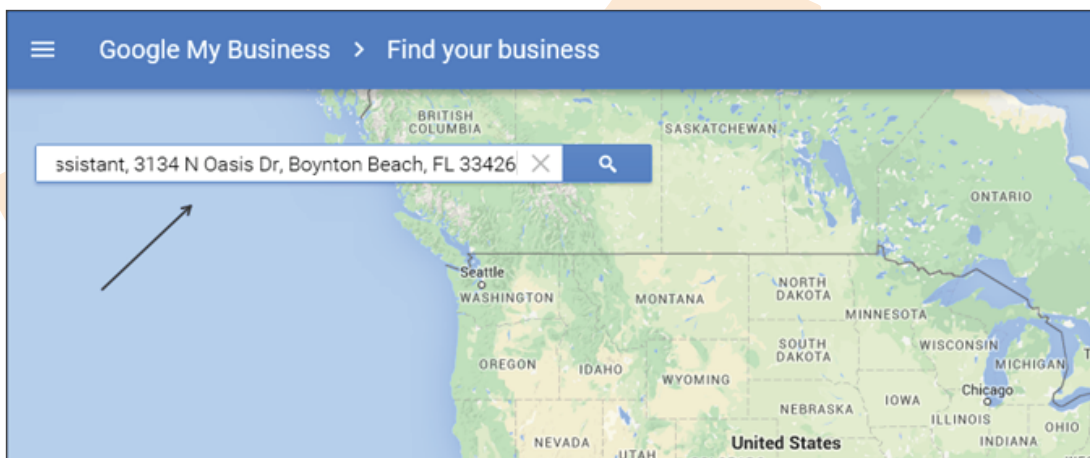 Google My Business > Find your business
BRITISH
COLUMBIA
SASKATCHEWAN
ssistant, 3134 N Oasis Dr, Boynton Beach, FL 33426
ONTARIO
Seattle
WASHINGTON
MONTANA
NORTH
DAKOTA
MINNESOTA
OREGON
IDAHO
WYOMING
SOUTH
DAKOTA
WISCONSIN
MICHIGAN
Chicago
NEBRASKA
IOWA
ILLINOIS
OHIO
INDIANA
NEVADA
UTAH
United States